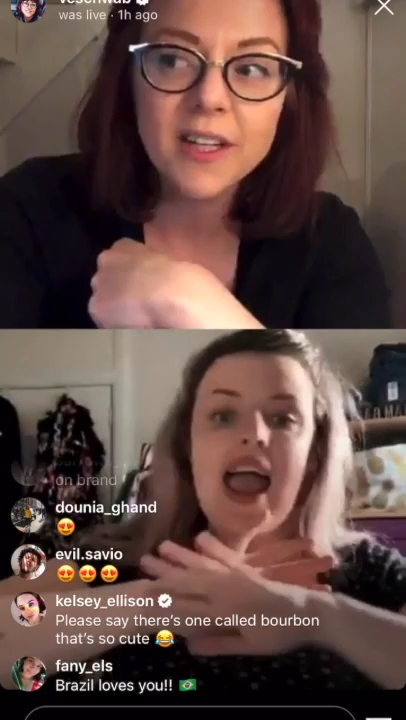 was live · 1h ago
on brand
dounia_ghand
😍
evil.savio
😍😍😍
kelsey_ellison
Please say there's one called bourbon
that's so cute 😂
fany_els
Brazil loves you!! 🇧🇷